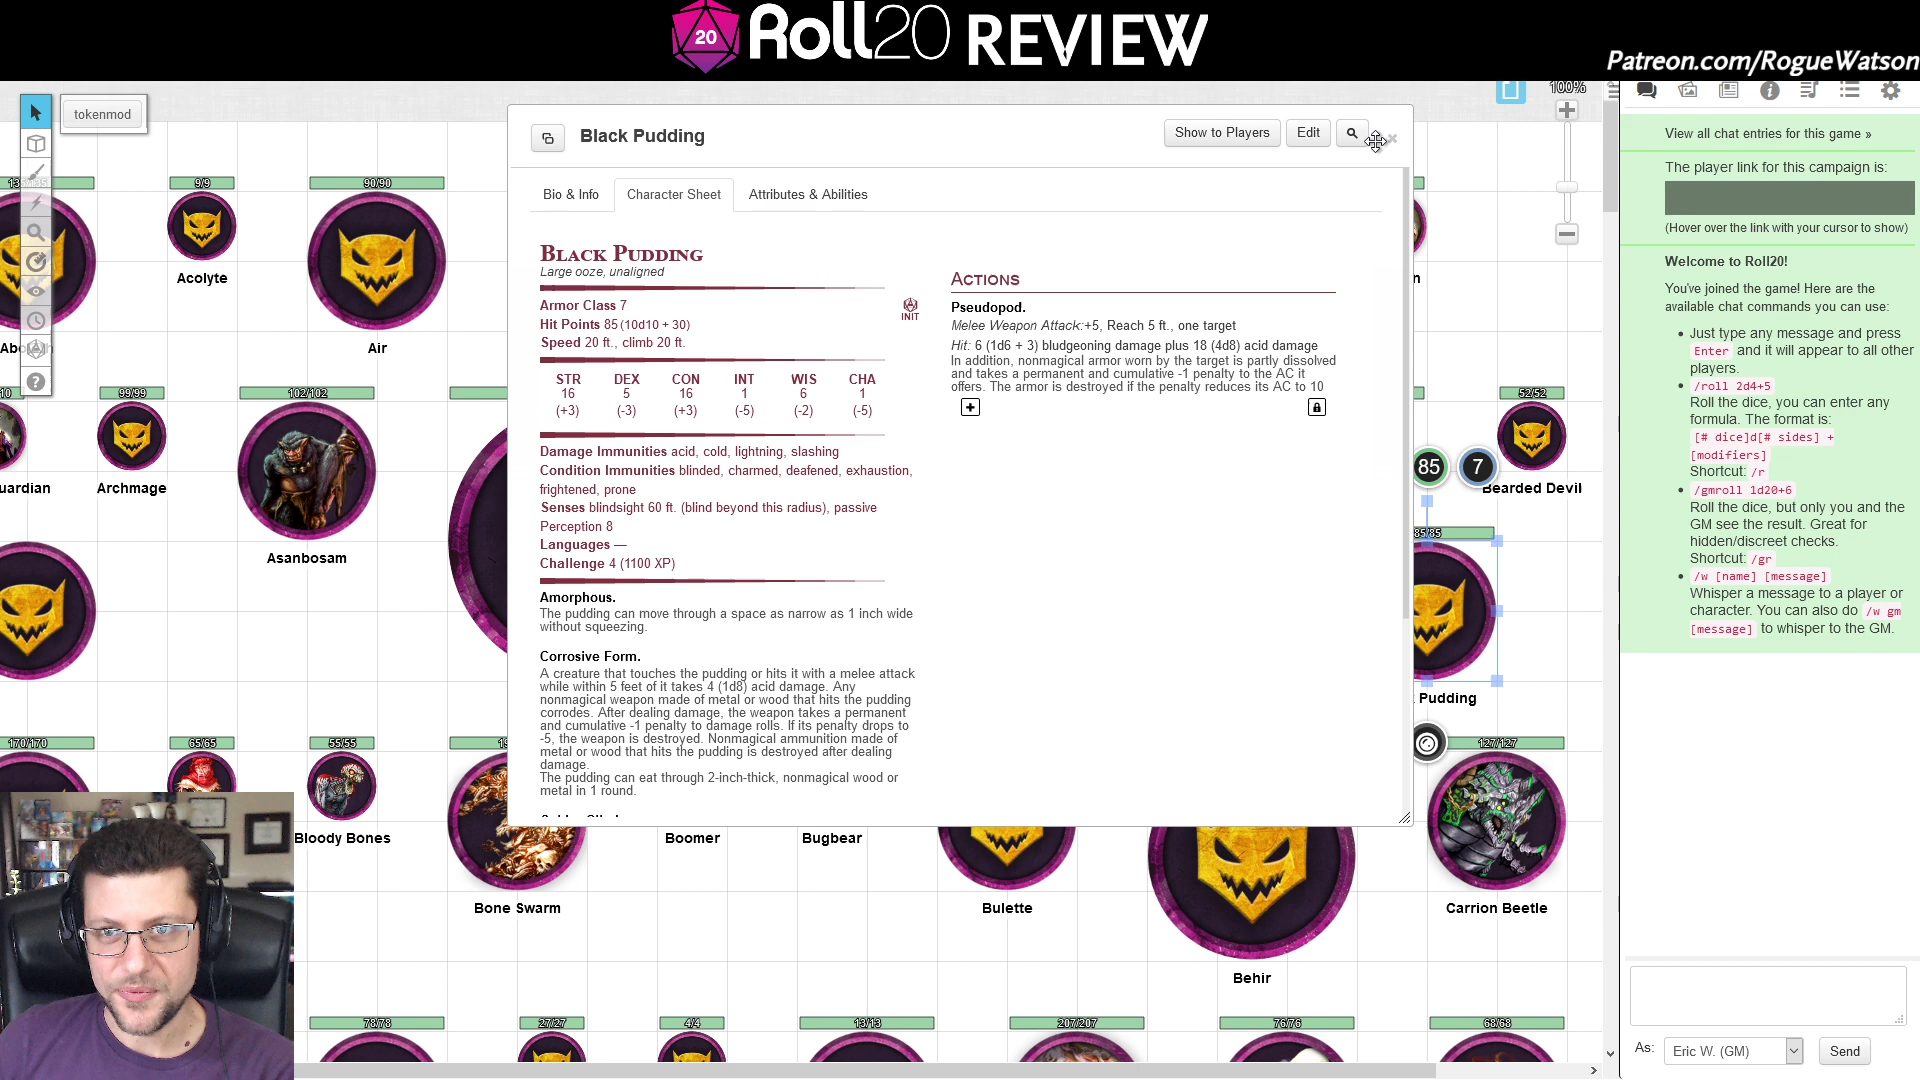 20 Roll20 REVIEW
Patreon.com/RogueWatson
tokenmod
100%
Black Pudding
Show to Players
Edit
Bio & Info
Character Sheet
Attributes & Abilities
BLACK PUDDING
Large ooze, unaligned
Armor Class 7
Hit Points 85 (10d10 + 30)
Speed 20 ft., climb 20 ft.
INIT
STR DEX CON INT WIS CHA
16 5 16 1 6 1
(+3) (-3) (+3) (-5) (-2) (-5)
Damage Immunities acid, cold, lightning, slashing
Condition Immunities blinded, charmed, deafened, exhaustion,
frightened, prone
Senses blindsight 60 ft. (blind beyond this radius), passive
Perception 8
Languages —
Challenge 4 (1100 XP)
Amorphous.
The pudding can move through a space as narrow as 1 inch wide
without squeezing.
Corrosive Form.
A creature that touches the pudding or hits it with a melee attack
while within 5 feet of it takes 4 (1d8) acid damage. Any
nonmagical weapon made of metal or wood that hits the pudding
corrodes. After dealing damage, the weapon takes a permanent
and cumulative -1 penalty to damage rolls. If its penalty drops to
-5, the weapon is destroyed. Nonmagical ammunition made of
metal or wood that hits the pudding is destroyed after dealing
damage.
The pudding can eat through 2-inch-thick, nonmagical wood or
metal in 1 round.
ACTIONS
Pseudopod.
Melee Weapon Attack:+5, Reach 5 ft., one target
Hit: 6 (1d6 + 3) bludgeoning damage plus 18 (4d8) acid damage
In addition, nonmagical armor worn by the target is partly dissolved
and takes a permanent and cumulative -1 penalty to the AC it
offers. The armor is destroyed if the penalty reduces its AC to 10
9/9
90/90
Acolyte
Air
10
99/99
102/102
52/52
uardian
Archmage
Asanbosam
85
7
Bearded Devil
85/85
Pudding
170/170
65/65
55/55
19
127/127
Bloody Bones
Boomer
Bugbear
Bone Swarm
Bulette
Carrion Beetle
Behir
78/78
27/27
4/4
13/13
207/207
76/76
68/68
View all chat entries for this game »
The player link for this campaign is:
(Hover over the link with your cursor to show)
Welcome to Roll20!
You've joined the game! Here are the
available chat commands you can use:
Just type any message and press
Enter and it will appear to all other
players.
/roll 2d4+5
Roll the dice, you can enter any
formula. The format is:
[# dice]d[# sides] +
[modifiers]
Shortcut: /r
/gmroll 1d20+6
Roll the dice, but only you and the
GM see the result. Great for
hidden/discreet checks.
Shortcut: /gr
/w [name] [message]
Whisper a message to a player or
character. You can also do /w gm
[message] to whisper to the GM.
As:
Eric W. (GM)
Send